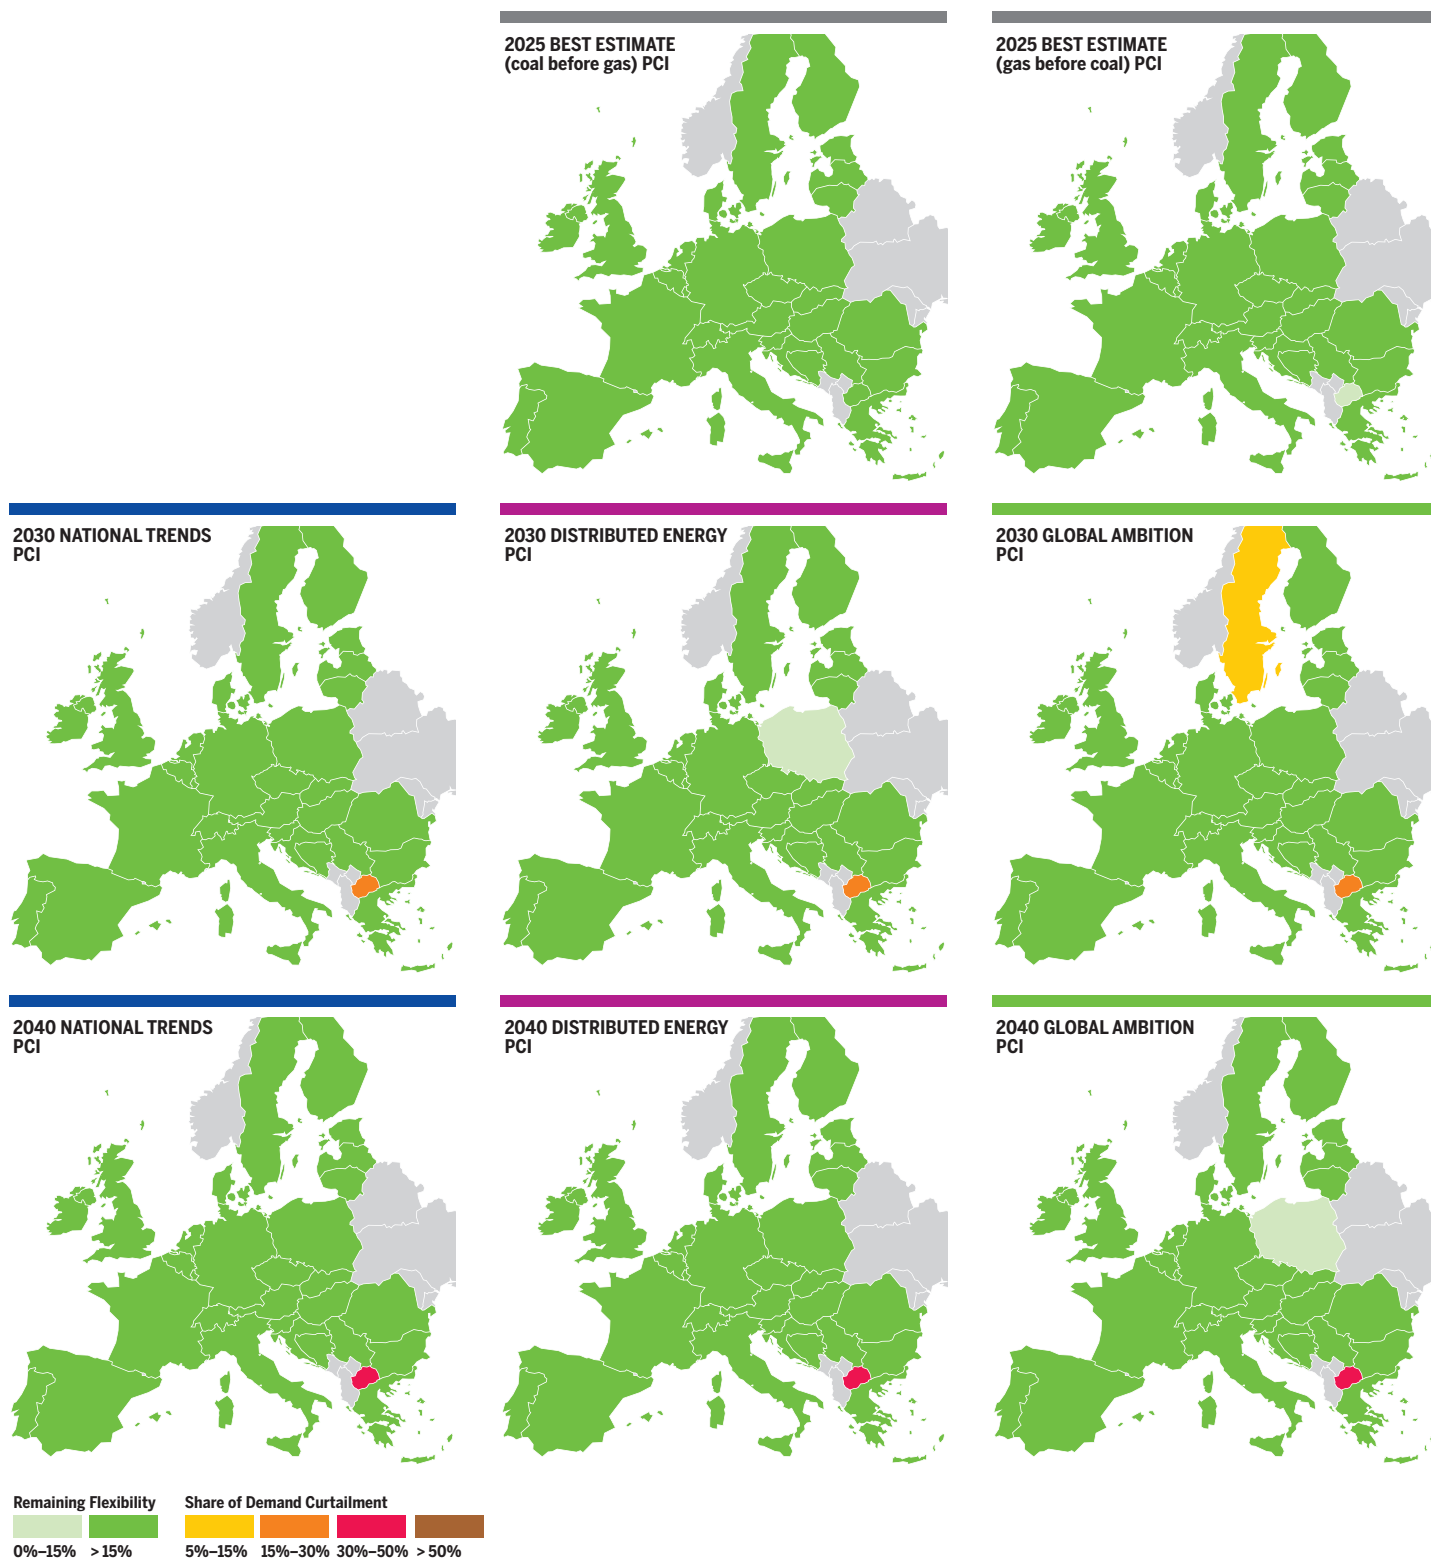 2025 BEST ESTIMATE
(coal before gas) PCI
2025 BEST ESTIMATE
(gas before coal) PCI
2030 NATIONAL TRENDS
PCI
2030 DISTRIBUTED ENERGY
PCI
2030 GLOBAL AMBITION
PCI
2040 NATIONAL TRENDS
PCI
2040 DISTRIBUTED ENERGY
PCI
2040 GLOBAL AMBITION
PCI
Remaining Flexibility
0%–15% > 15%
Share of Demand Curtailment
5%–15% 15%–30% 30%–50% > 50%